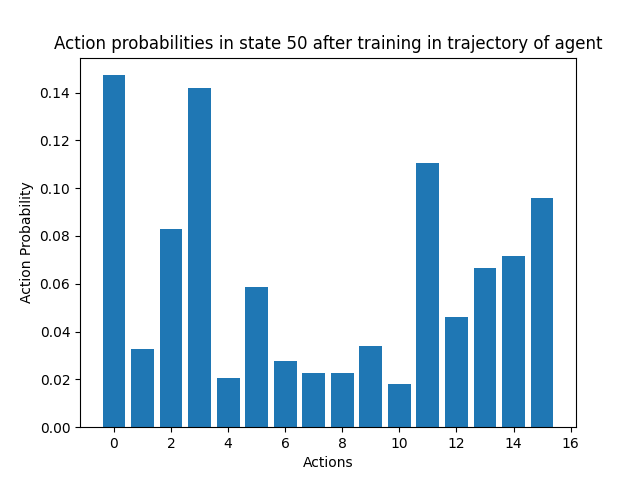 Action probabilities in state 50 after training in trajectory of agent
0.14
0.12
0.10
0.08
0.06
0.04
0.02
0.00
Action Probability
0 2 4 6 8 10 12 14 16
Actions